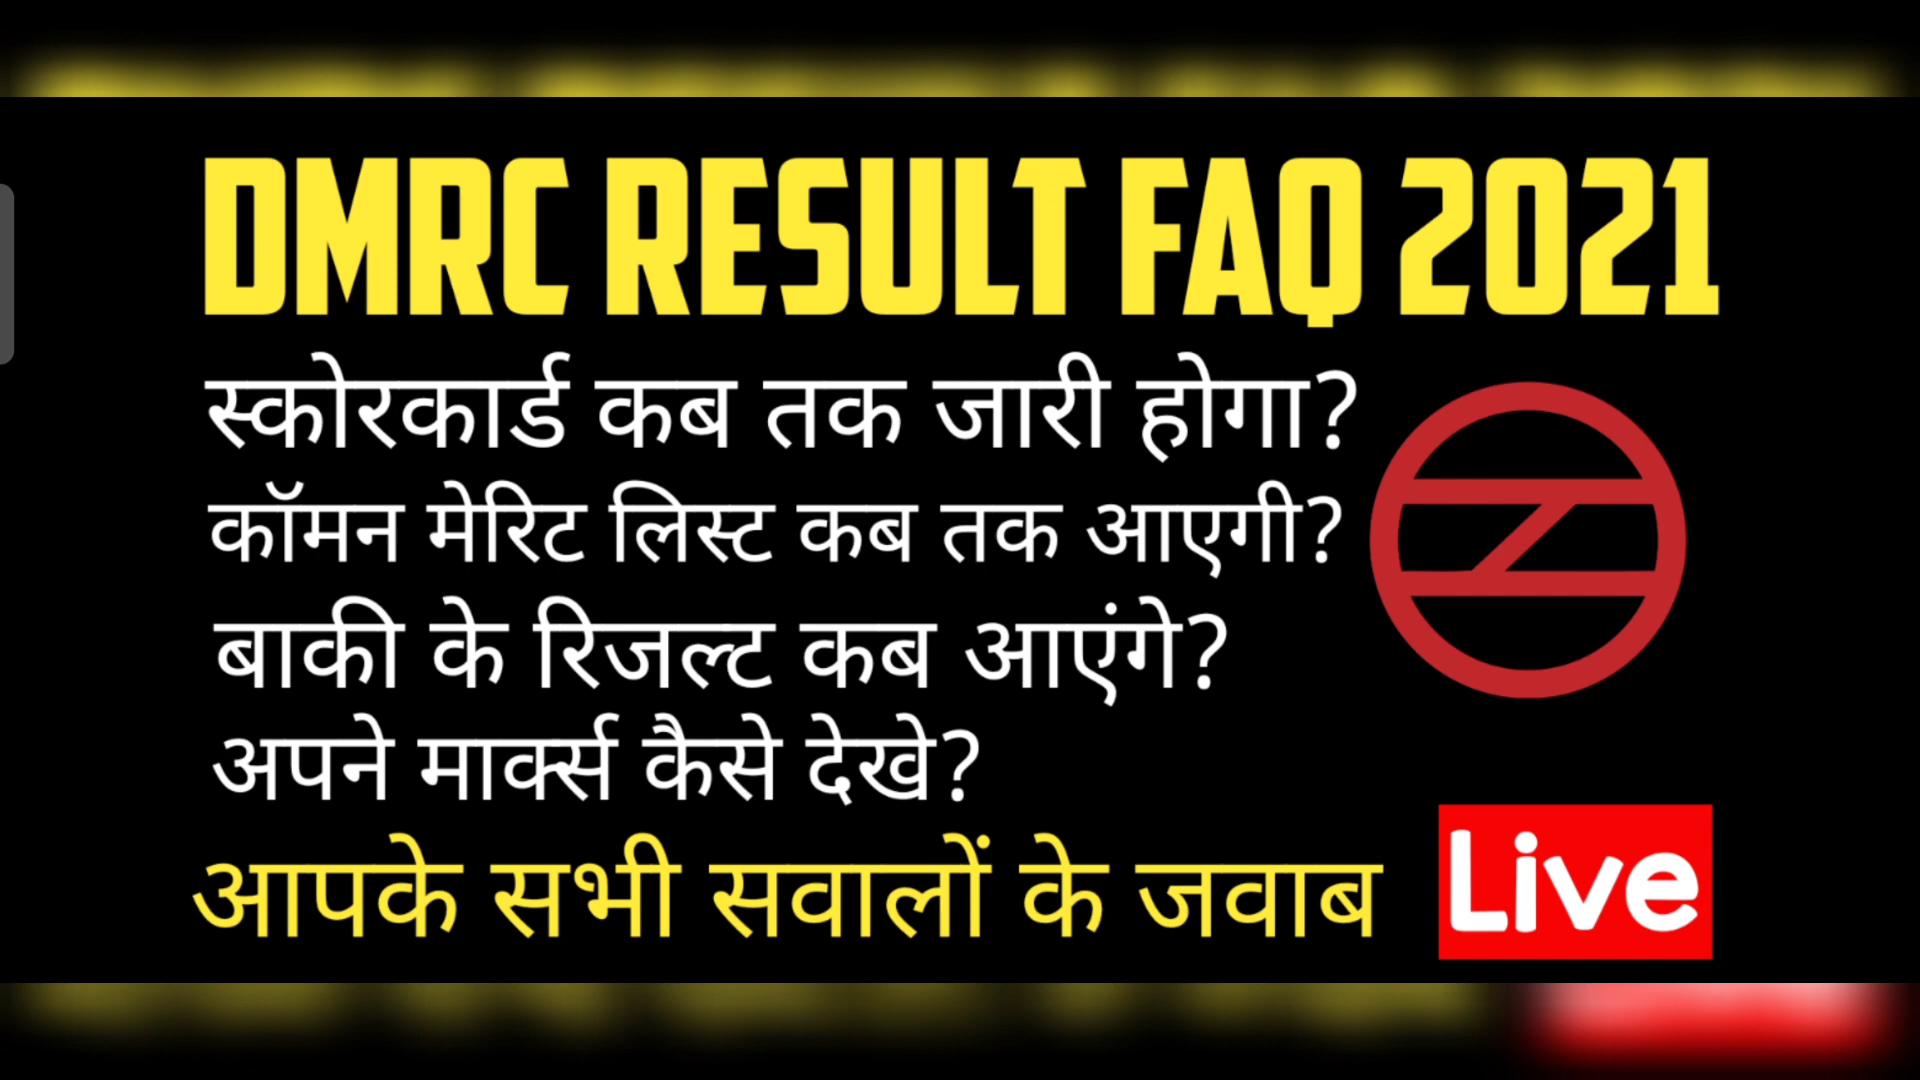 DMRC RESULT FAQ 2021
स्कोरकार्ड कब तक जारी होगा?
कॉमन मेरिट लिस्ट कब तक आएगी?
बाकी के रिजल्ट कब आएंगे?
अपने मार्क्स कैसे देखे?
आपके सभी सवालों के जवाब
Live